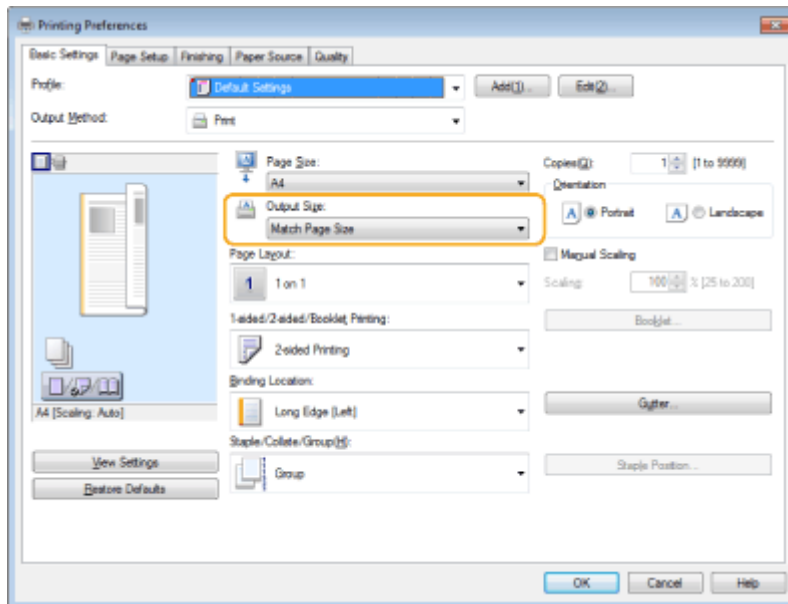 Printing Preferences
Basic Settings Page Setup Finishing Paper Source Quality
Profile: Default Settings Add(1)... Edit(2)...
Output Method: Print
Page Size: Copies(Q): 1 [1 to 9999]
A4 Orientation
Output Size: A Portrait A Landscape
Match Page Size
Page Layout: Manual Scaling
1 1 on 1 Scaling: 100 % [25 to 200]
1-sided/2-sided/Booklet Printing: Booklet...
2-sided Printing
Binding Location:
A4 [Scaling: Auto] Long Edge (Left) Gutter...
Staple/Collate/Group(H):
View Settings Group Staple Position...
Restore Defaults
OK Cancel Help